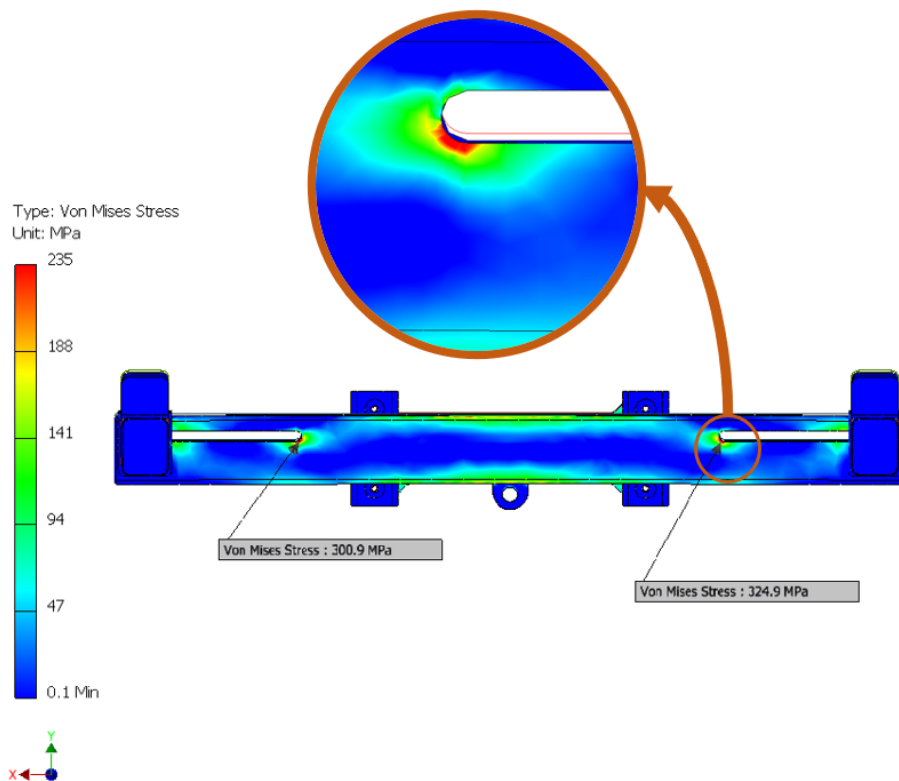 Type: Von Mises Stress
Unit: MPa
235
188
141
94
47
0.1 Min
Von Mises Stress : 300.9 MPa
Von Mises Stress : 324.9 MPa
Y
X